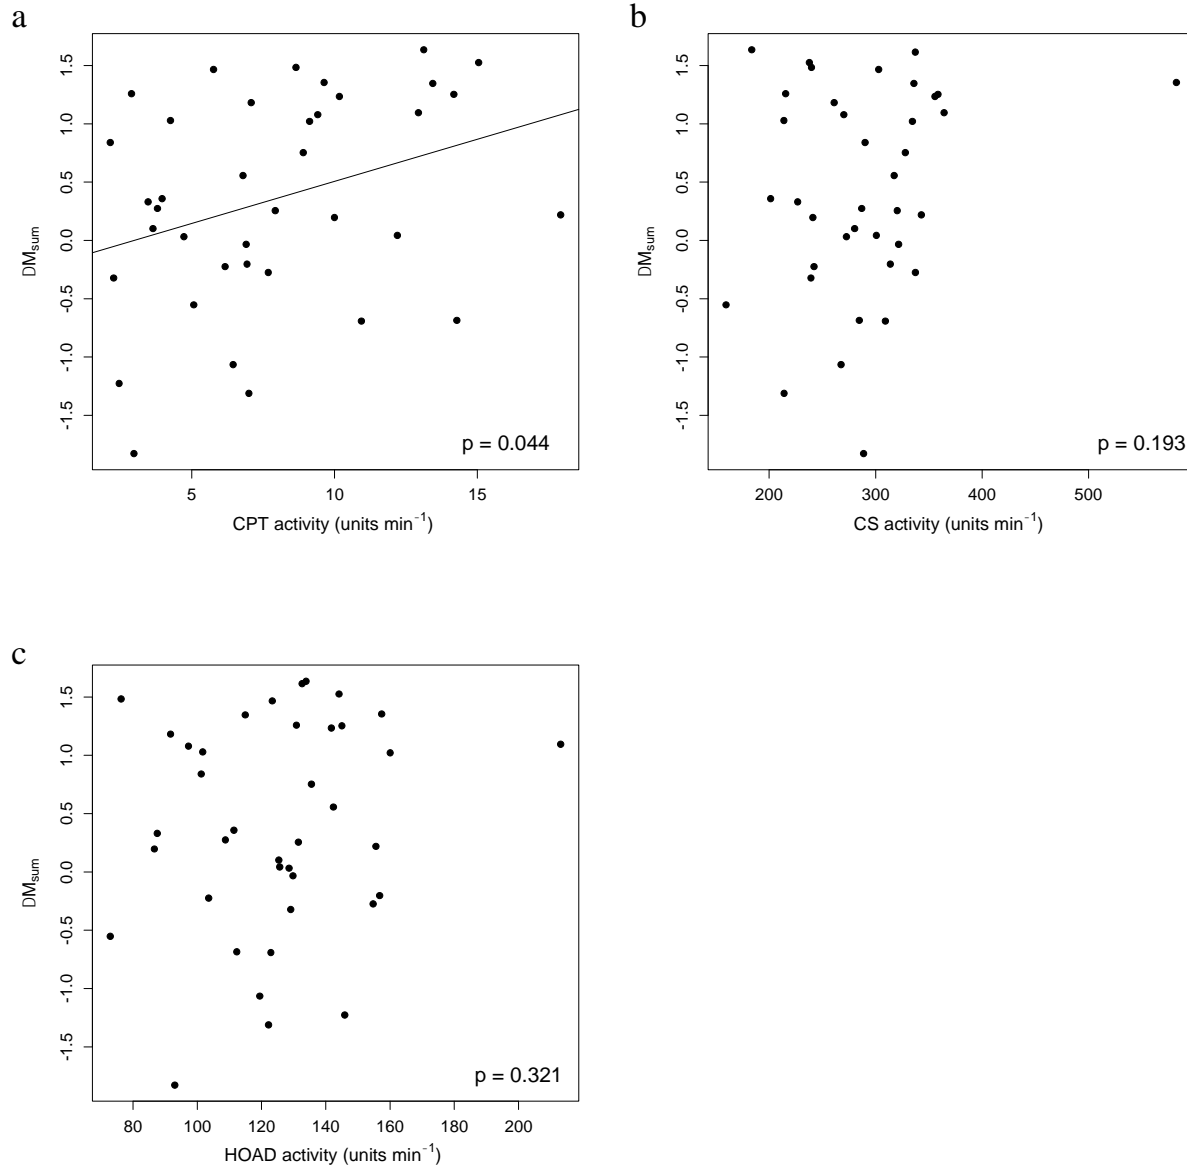 a
1.5
1.0
0.5
0.0
-0.5
-1.0
-1.5
DMsum
p = 0.044
5 10 15
CPT activity (units min⁻¹)
b
1.5
1.0
0.5
0.0
-0.5
-1.0
-1.5
DMsum
p = 0.193
200 300 400 500
CS activity (units min⁻¹)
c
1.5
1.0
0.5
0.0
-0.5
-1.0
-1.5
DMsum
p = 0.321
80 100 120 140 160 180 200
HOAD activity (units min⁻¹)